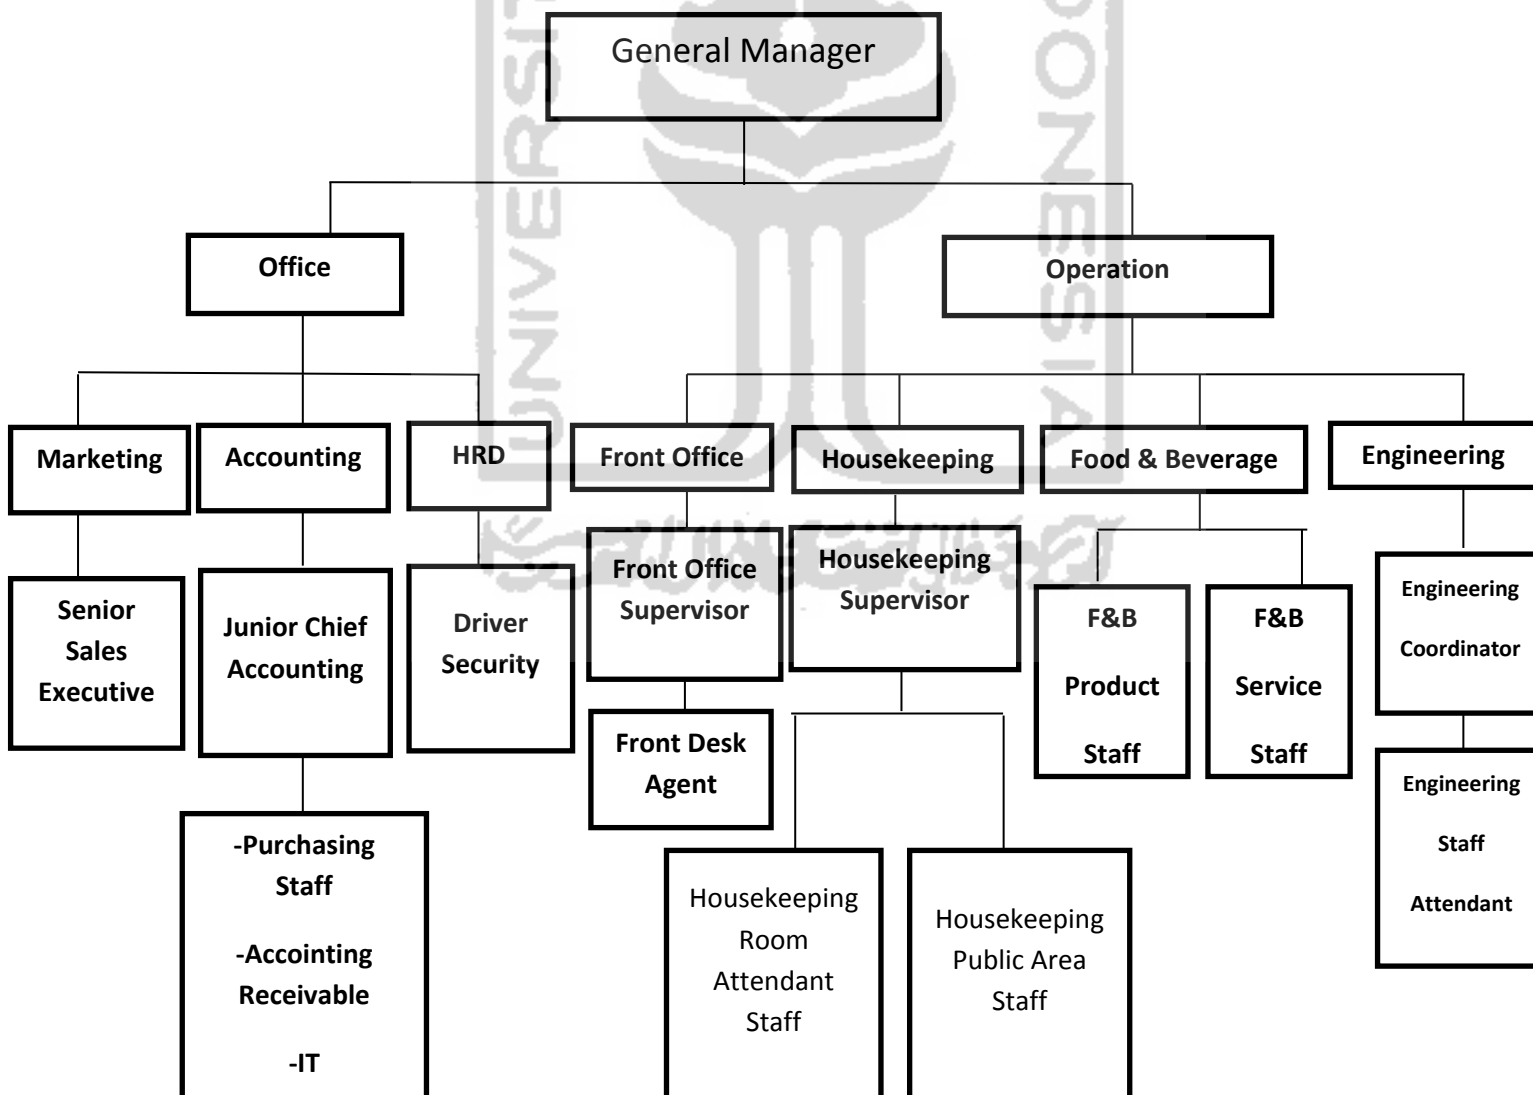 General Manager
Office
Operation
Marketing
Accounting
HRD
Front Office
Housekeeping
Food & Beverage
Engineering
Senior
Sales
Executive
Junior Chief
Accounting
Driver
Security
Front Office
Supervisor
Housekeeping
Supervisor
F&B
Product
Staff
F&B
Service
Staff
Engineering
Coordinator
Front Desk
Agent
Engineering
Staff
Attendant
-Purchasing
Staff
-Accointing
Receivable
-IT
Housekeeping
Room
Attendant
Staff
Housekeeping
Public Area
Staff